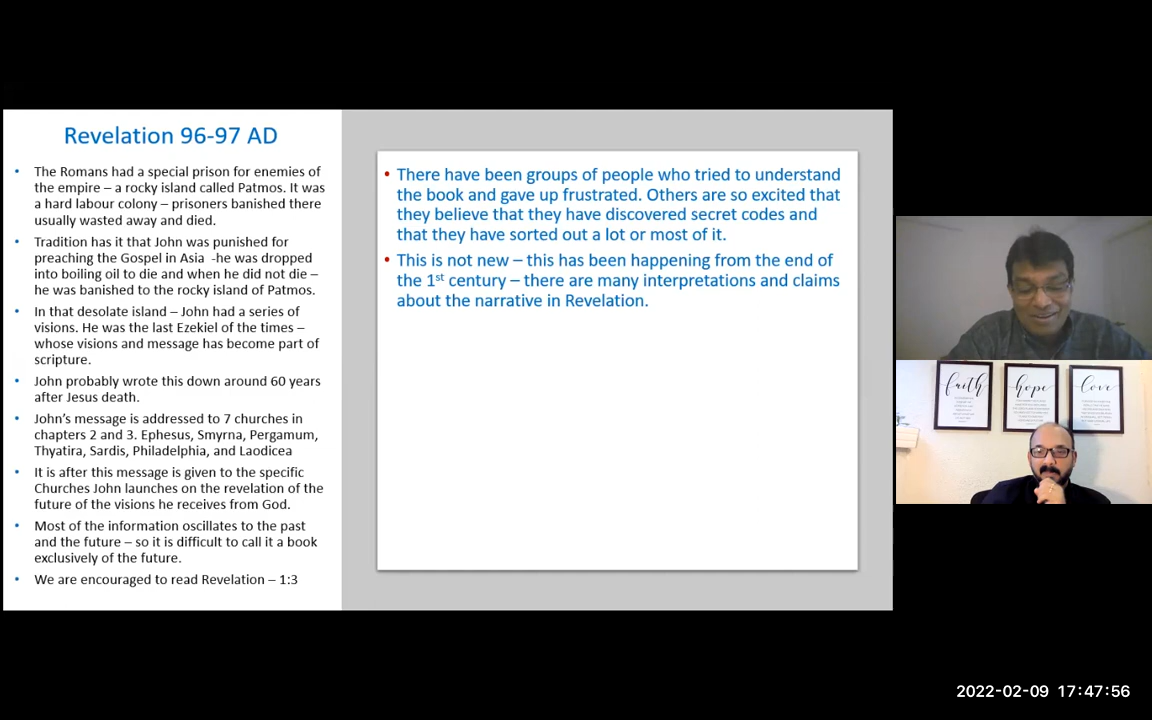 Revelation 96-97 AD
• The Romans had a special prison for enemies of
the empire – a rocky island called Patmos. It was
a hard labour colony – prisoners banished there
usually wasted away and died.
• Tradition has it that John was punished for
preaching the Gospel in Asia -he was dropped
into boiling oil to die and when he did not die –
he was banished to the rocky island of Patmos.
• In that desolate island – John had a series of
visions. He was the last Ezekiel of the times –
whose visions and message has become part of
scripture.
• John probably wrote this down around 60 years
after Jesus death.
• John’s message is addressed to 7 churches in
chapters 2 and 3. Ephesus, Smyrna, Pergamum,
Thyatira, Sardis, Philadelphia, and Laodicea
• It is after this message is given to the specific
Churches John launches on the revelation of the
future of the visions he receives from God.
• Most of the information oscillates to the past
and the future – so it is difficult to call it a book
exclusively of the future.
• We are encouraged to read Revelation – 1:3
• There have been groups of people who tried to understand
the book and gave up frustrated. Others are so excited that
they believe that they have discovered secret codes and
that they have sorted out a lot or most of it.
• This is not new – this has been happening from the end of
the 1st century – there are many interpretations and claims
about the narrative in Revelation.
faith
hope
love
2022-02-09 17:47:56